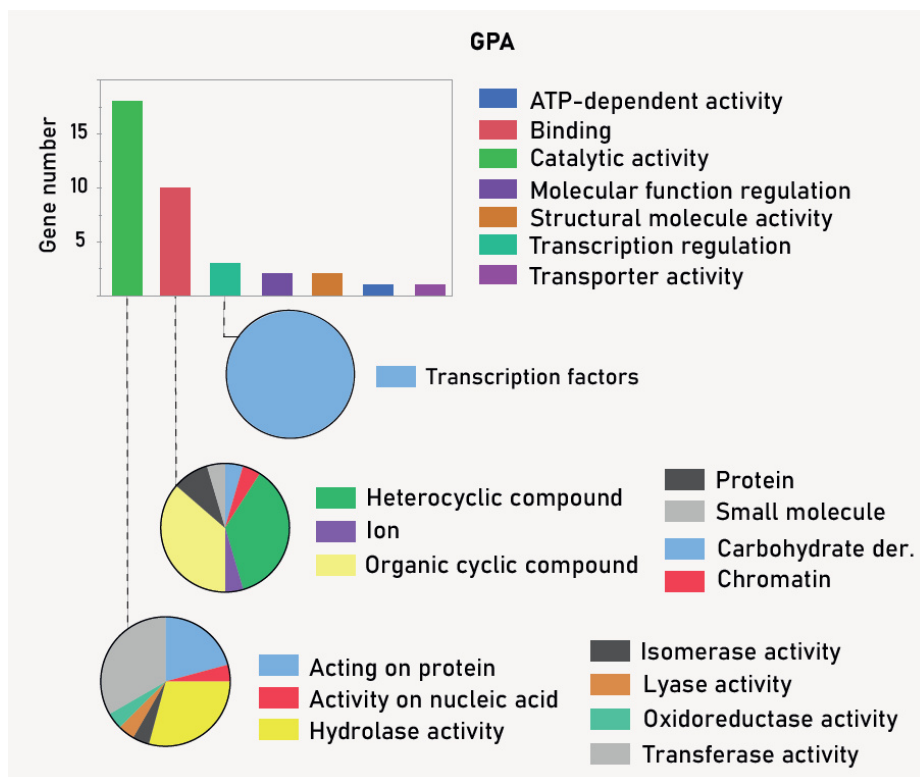 GPA
Gene number
15
10
5
ATP-dependent activity
Binding
Catalytic activity
Molecular function regulation
Structural molecule activity
Transcription regulation
Transporter activity
Transcription factors
Heterocyclic compound
Ion
Organic cyclic compound
Protein
Small molecule
Carbohydrate der.
Chromatin
Acting on protein
Activity on nucleic acid
Hydrolase activity
Isomerase activity
Lyase activity
Oxidoreductase activity
Transferase activity